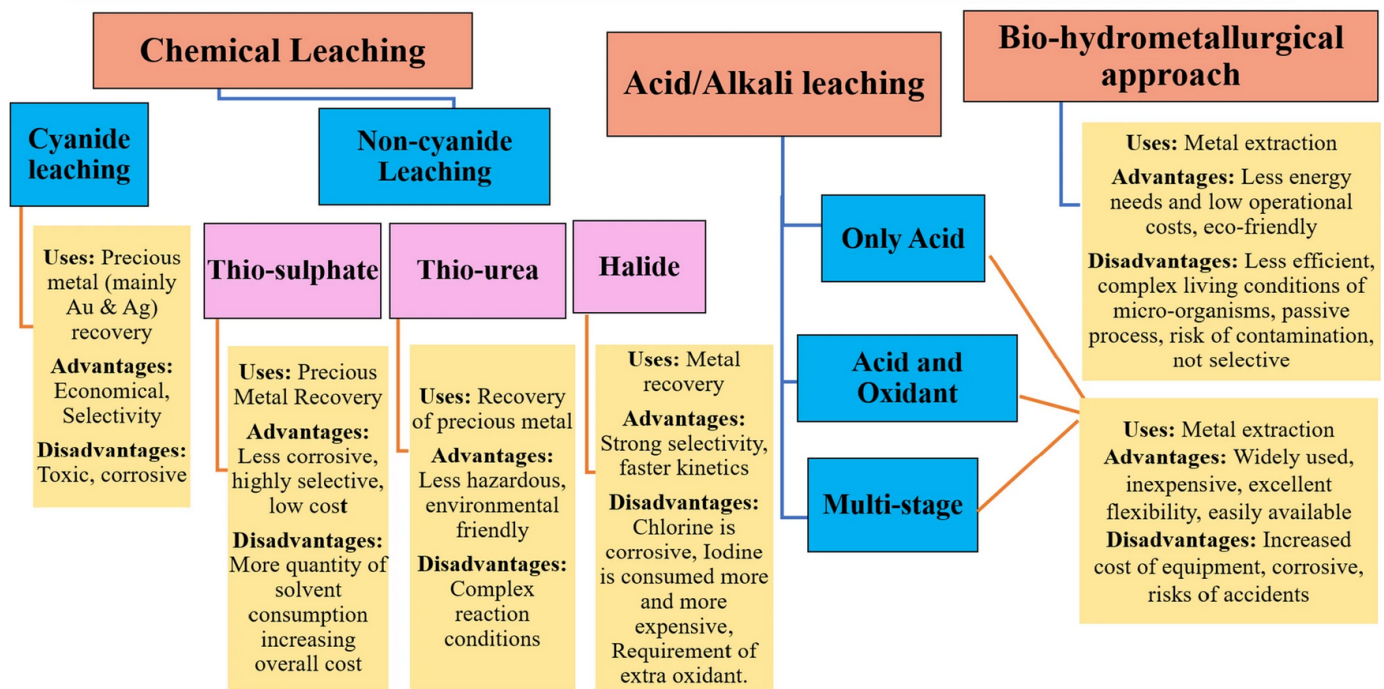 Chemical Leaching
Cyanide
leaching
Non-cyanide
Leaching
Uses: Precious
metal (mainly
Au & Ag)
recovery
Advantages:
Economical,
Selectivity
Disadvantages:
Toxic, corrosive
Thio-sulphate
Uses: Precious
Metal Recovery
Advantages:
Less corrosive,
highly selective,
low cost
Disadvantages:
More quantity of
solvent
consumption
increasing
overall cost
Thio-urea
Uses: Recovery
of precious metal
Advantages:
Less hazardous,
environmental
friendly
Disadvantages:
Complex
reaction
conditions
Halide
Uses: Metal
recovery
Advantages:
Strong selectivity,
faster kinetics
Disadvantages:
Chlorine is
corrosive, Iodine
is consumed more
and more
expensive,
Requirement of
extra oxidant.
Acid/Alkali leaching
Only Acid
Acid and
Oxidant
Multi-stage
Uses: Metal extraction
Advantages: Widely used,
inexpensive, excellent
flexibility, easily available
Disadvantages: Increased
cost of equipment, corrosive,
risks of accidents
Bio-hydrometallurgical
approach
Uses: Metal extraction
Advantages: Less energy
needs and low operational
costs, eco-friendly
Disadvantages: Less efficient,
complex living conditions of
micro-organisms, passive
process, risk of contamination,
not selective